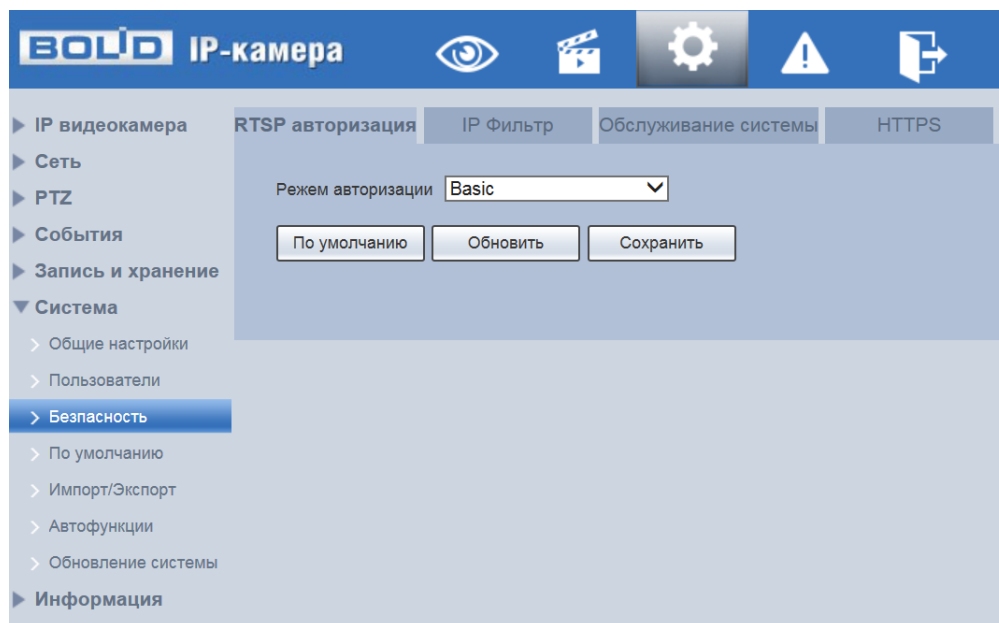 BOLID IP-камера
IP видеокамера
Сеть
PTZ
События
Запись и хранение
Система
Общие настройки
Пользователи
Безпасность
По умолчанию
Импорт/Экспорт
Автофункции
Обновление системы
Информация
RTSP авторизация IP Фильтр Обслуживание системы HTTPS
Режем авторизации Basic
По умолчанию Обновить Сохранить